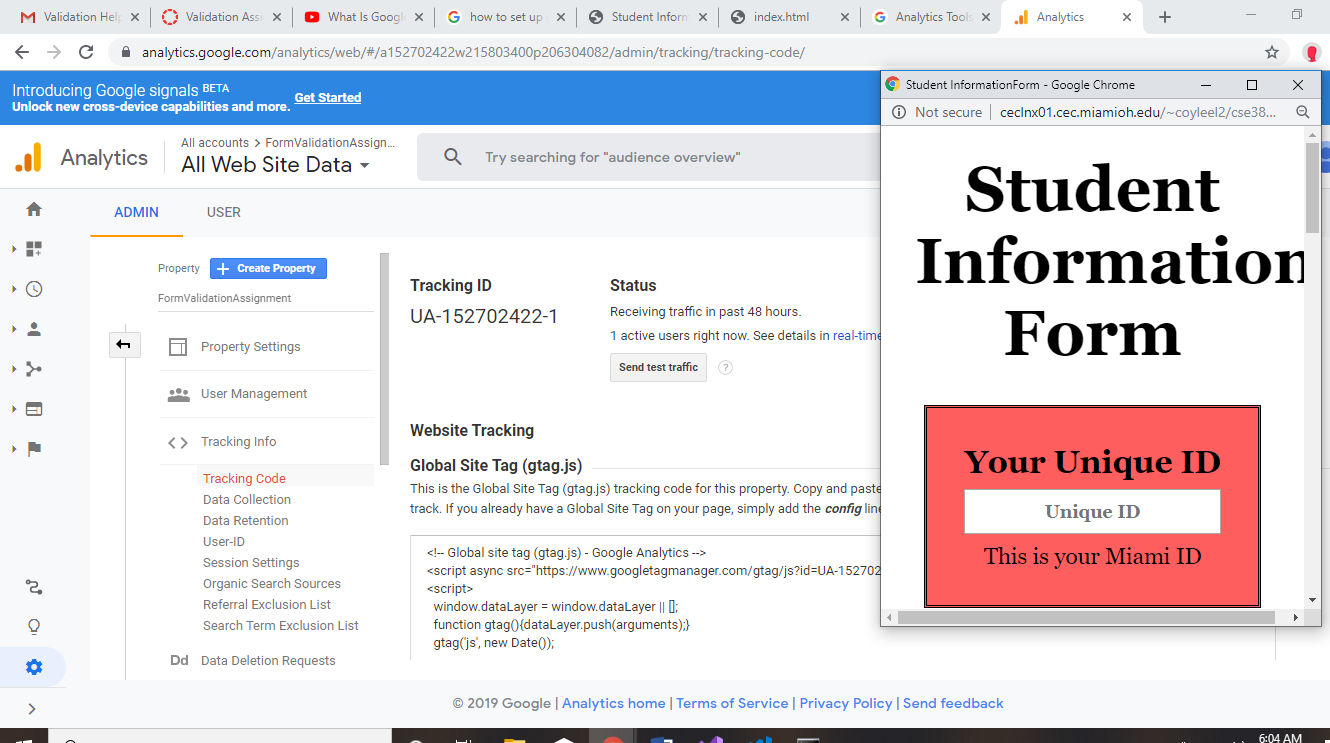 Validation Help
Validation Assi
What Is Googl
how to set up
Student Inform
index.html
Analytics Tools
Analytics
analytics.google.com/analytics/web/#/a152702422w215803400p206304082/admin/tracking/tracking-code/
Introducing Google signals BETA
Unlock new cross-device capabilities and more. Get Started
Analytics
All accounts > FormValidationAssign...
All Web Site Data
Try searching for "audience overview"
ADMIN
USER
Property
Create Property
FormValidationAssignment
Property Settings
User Management
Tracking Info
Tracking Code
Data Collection
Data Retention
User-ID
Session Settings
Organic Search Sources
Referral Exclusion List
Search Term Exclusion List
Dd Data Deletion Requests
Tracking ID
UA-152702422-1
Status
Receiving traffic in past 48 hours.
1 active users right now. See details in real-time
Send test traffic
?
Website Tracking
Global Site Tag (gtag.js)
This is the Global Site Tag (gtag.js) tracking code for this property. Copy and paste
track. If you already have a Global Site Tag on your page, simply add the config line
<!-- Global site tag (gtag.js) - Google Analytics -->
<script async src="https://www.googletagmanager.com/gtag/js?id=UA-152702
<script>
window.dataLayer = window.dataLayer || [];
function gtag(){dataLayer.push(arguments);}
gtag('js', new Date());
Student InformationForm - Google Chrome
Not secure | ceclnx01.cec.miamioh.edu/~coyleel2/cse38...
Student
Information
Form
Your Unique ID
Unique ID
This is your Miami ID
© 2019 Google | Analytics home | Terms of Service | Privacy Policy | Send feedback
6:04 AM